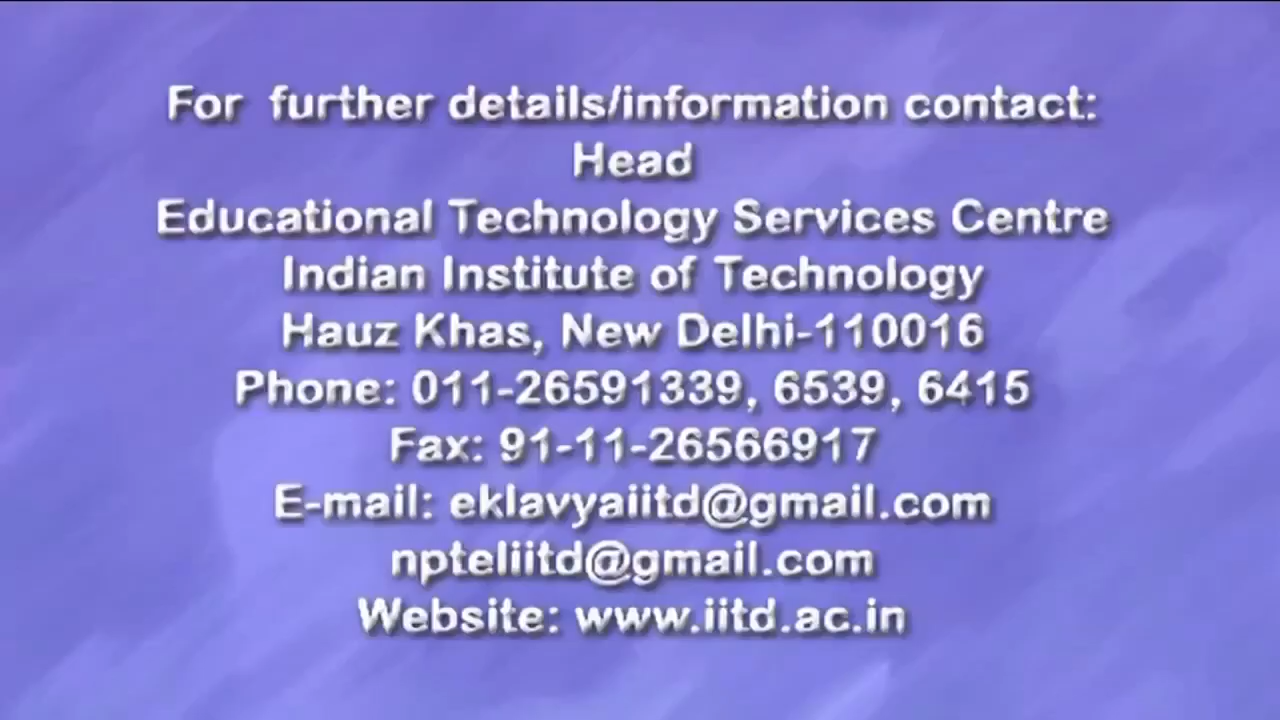 For further details/information contact:
Head
Educational Technology Services Centre
Indian Institute of Technology
Hauz Khas, New Delhi-110016
Phone: 011-26591339, 6539, 6415
Fax: 91-11-26566917
E-mail: eklavyaiitd@gmail.com
npteliitd@gmail.com
Website: www.iitd.ac.in